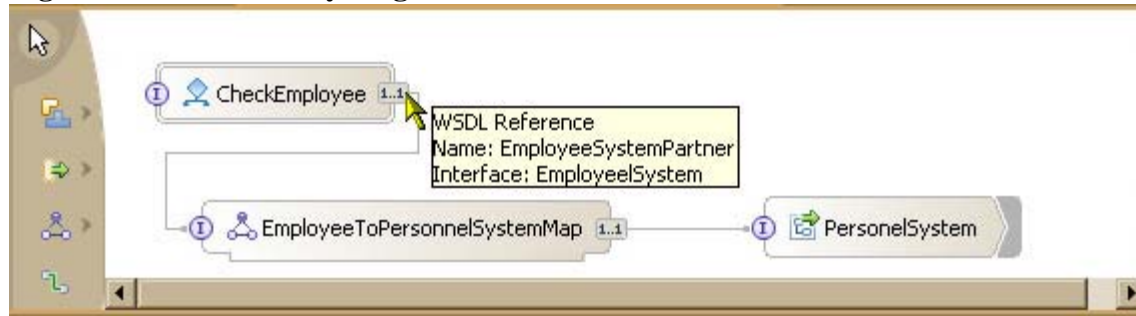 I CheckEmployee 1..1
WSDL Reference
Name: EmployeeSystemPartner
Interface: EmployeelSystem
I EmployeeToPersonnelSystemMap 1..1
I PersonelSystem